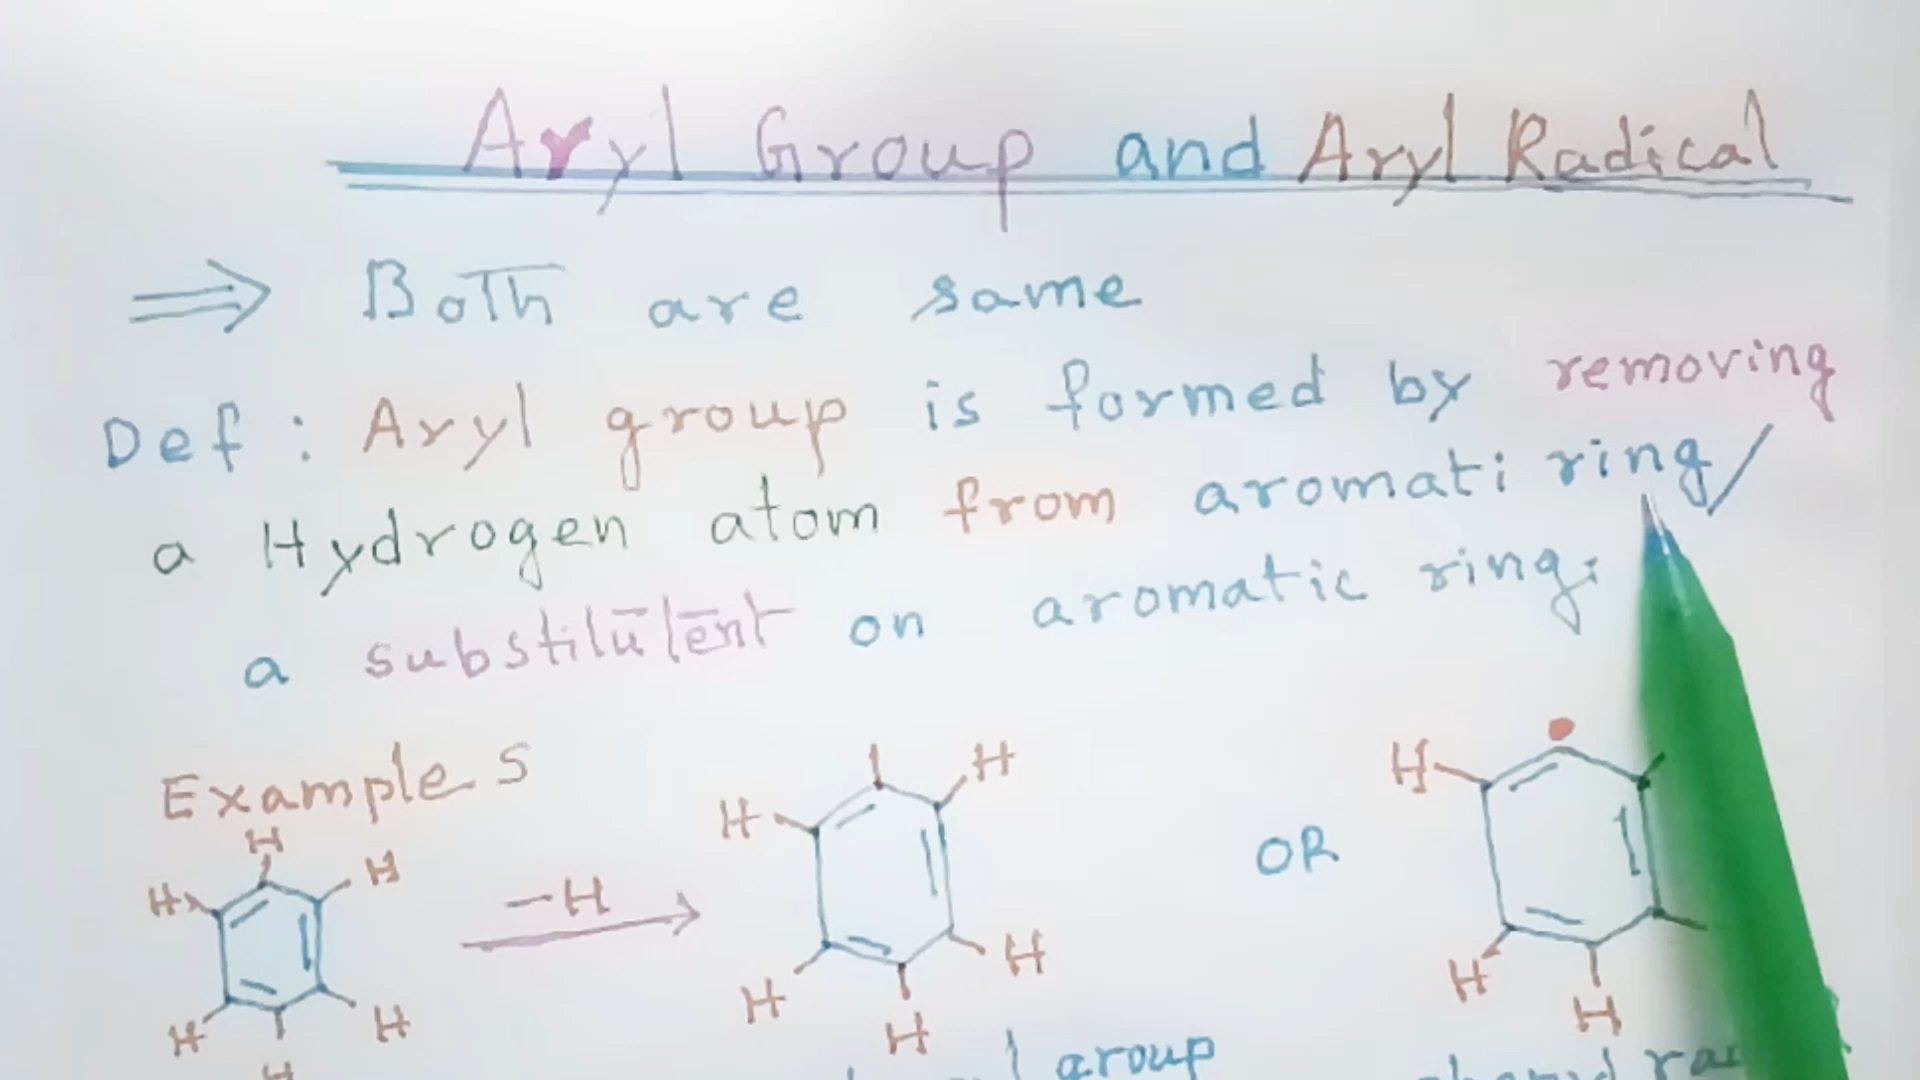 Aryl Group and Aryl Radical
⇒ Both are same
Def : Aryl group is formed by removing
a Hydrogen atom from aromati ring/
a substitutent on aromatic ring.
Examples
H H H H H H
-H
H H H H H
OR
H H H
group